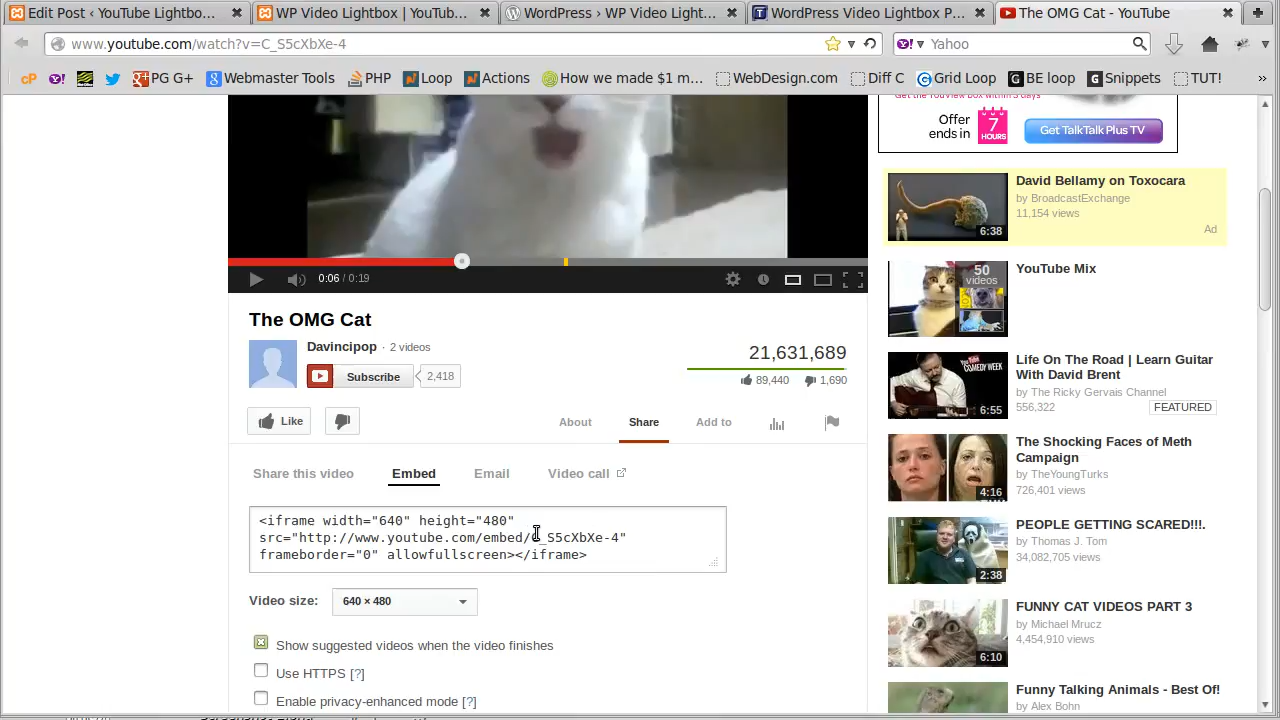 Edit Post ‹ YouTube Lightbo...
WP Video Lightbox | YouTub...
WordPress › WP Video Light...
WordPress Video Lightbox P...
The OMG Cat - YouTube
www.youtube.com/watch?v=C_S5cXbXe-4
Yahoo
cP
PG G+
Webmaster Tools
PHP
Loop
Actions
How we made $1 m...
WebDesign.com
Diff C
Grid Loop
BE loop
Snippets
TUT!
Get the YouView box within 5 days
Offer
ends in
7
HOURS
Get TalkTalk Plus TV
0:06 / 0:19
The OMG Cat
Davincipop · 2 videos
Subscribe
2,418
21,631,689
89,440
1,690
Like
About
Share
Add to
Share this video
Embed
Email
Video call
<iframe width="640" height="480"
src="http://www.youtube.com/embed/C_S5cXbXe-4"
frameborder="0" allowfullscreen></iframe>
Video size:
640 × 480
Show suggested videos when the video finishes
Use HTTPS [?]
Enable privacy-enhanced mode [?]
David Bellamy on Toxocara
by BroadcastExchange
11,154 views
Ad
6:38
YouTube Mix
50
videos
Life On The Road | Learn Guitar
With David Brent
by The Ricky Gervais Channel
556,322
FEATURED
COMEDY WEEK
6:55
The Shocking Faces of Meth
Campaign
by TheYoungTurks
726,401 views
4:16
PEOPLE GETTING SCARED!!!.
by Thomas J. Tom
34,082,705 views
2:38
FUNNY CAT VIDEOS PART 3
by Michael Mrucz
4,454,910 views
6:10
Funny Talking Animals - Best Of!
by Alex Bohn